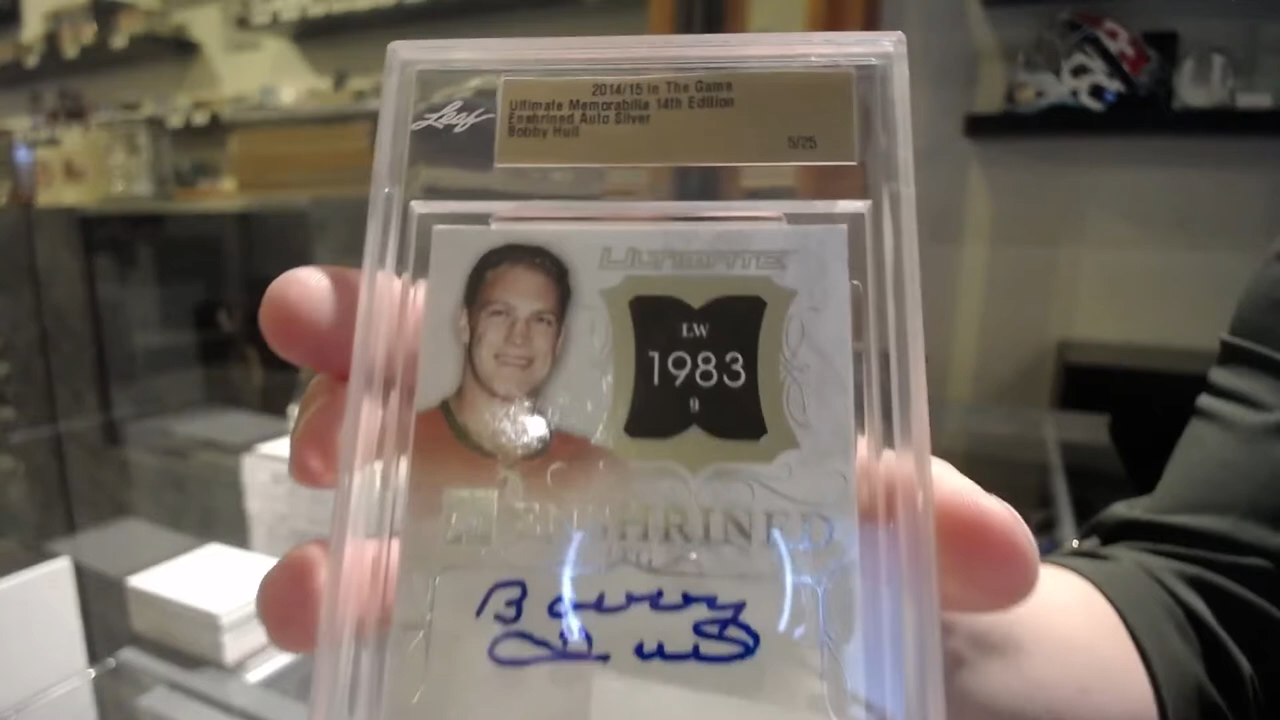 Leaf
2014/15 In The Game
Ultimate Memorabilia 14th Edition
Enshrined Auto Silver
Bobby Hull
5/25
ULTIMATE
LW
1983
9
ENSHRINED
Bobby
Hull